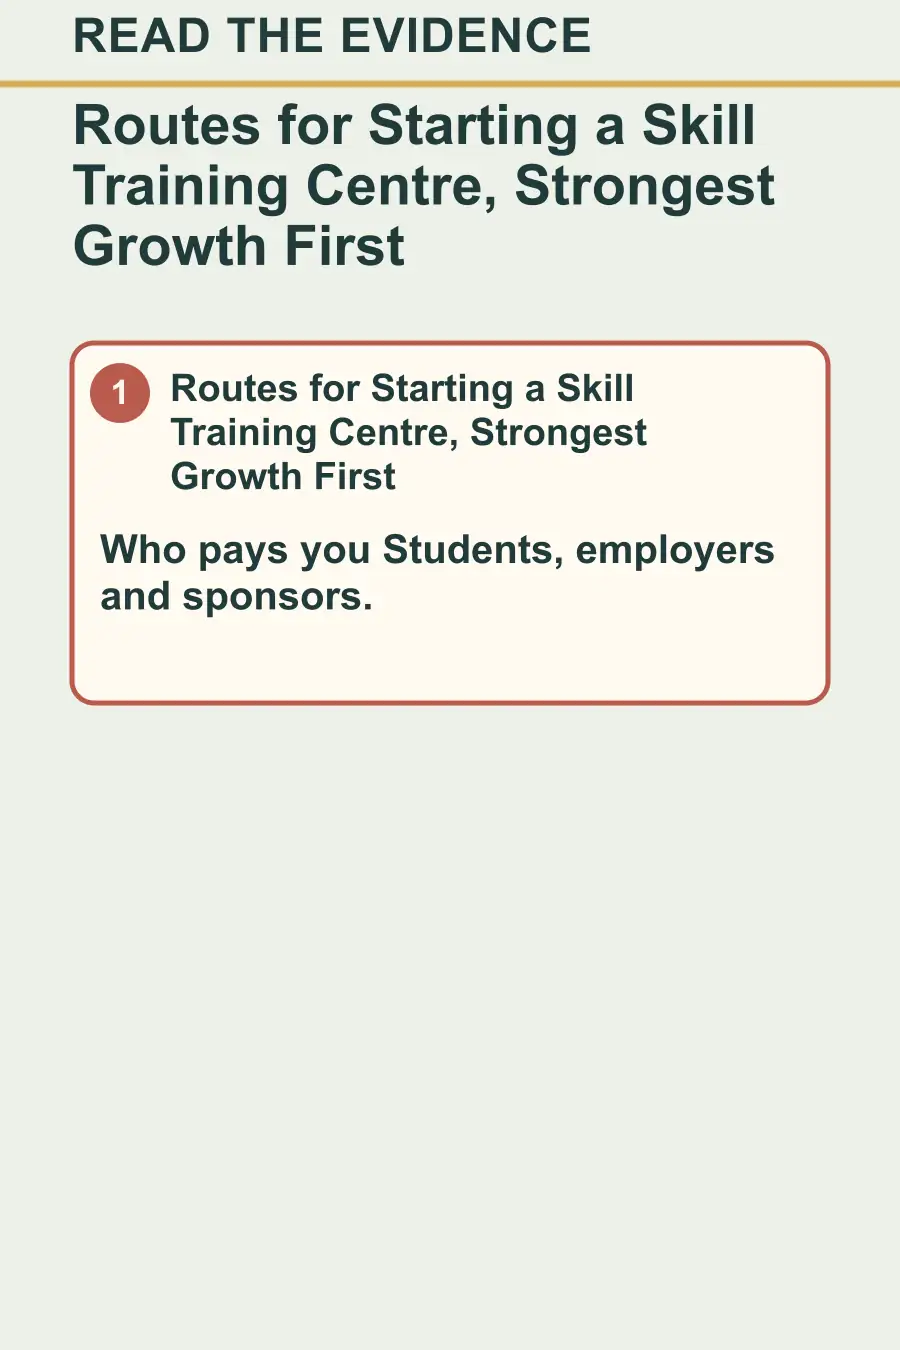 READ THE EVIDENCE
Routes for Starting a Skill
Training Centre, Strongest
Growth First
1
Routes for Starting a Skill
Training Centre, Strongest
Growth First
Who pays you Students, employers
and sponsors.